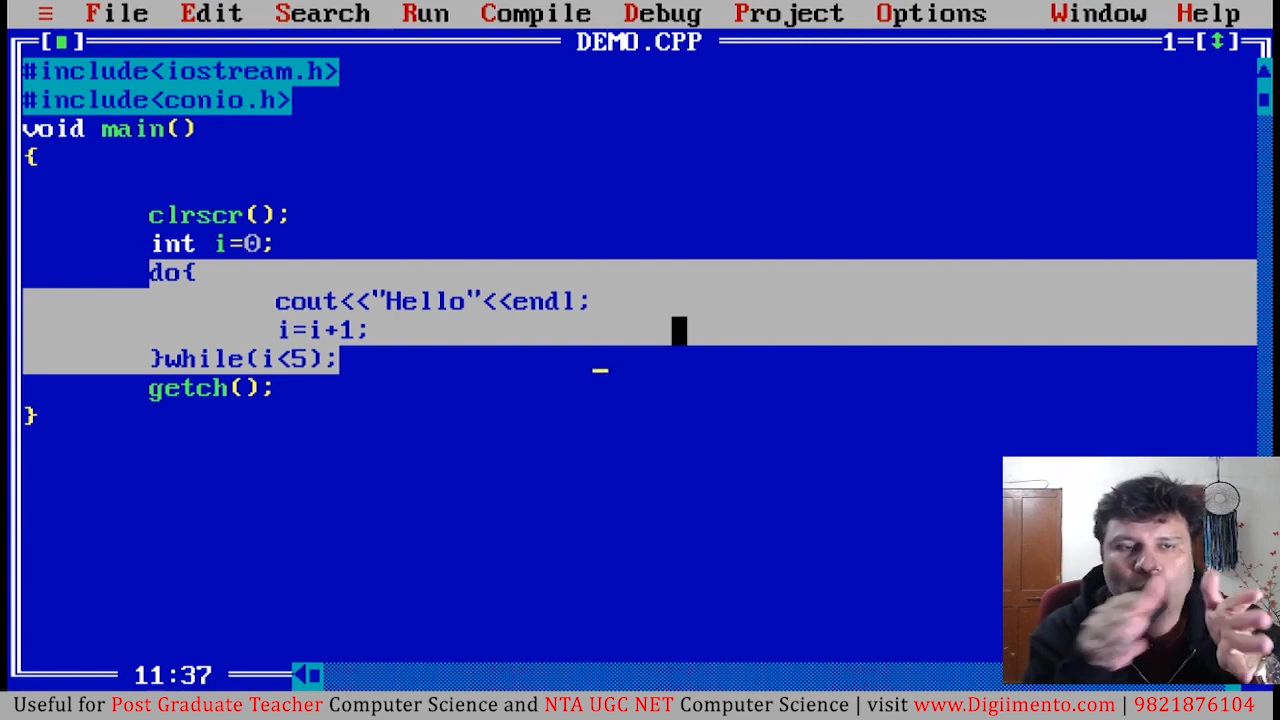 ≡ File Edit Search Run Compile Debug Project Options Window Help
[■] DEMO.CPP 1=[↕]
#include<iostream.h>
#include<conio.h>
void main()
{
clrscr();
int i=0;
do{
cout<<"Hello"<<endl;
i=i+1;
}while(i<5);
getch();
}
11:37
Useful for Post Graduate Teacher Computer Science and NTA UGC NET Computer Science | visit www.Digiimento.com | 9821876104